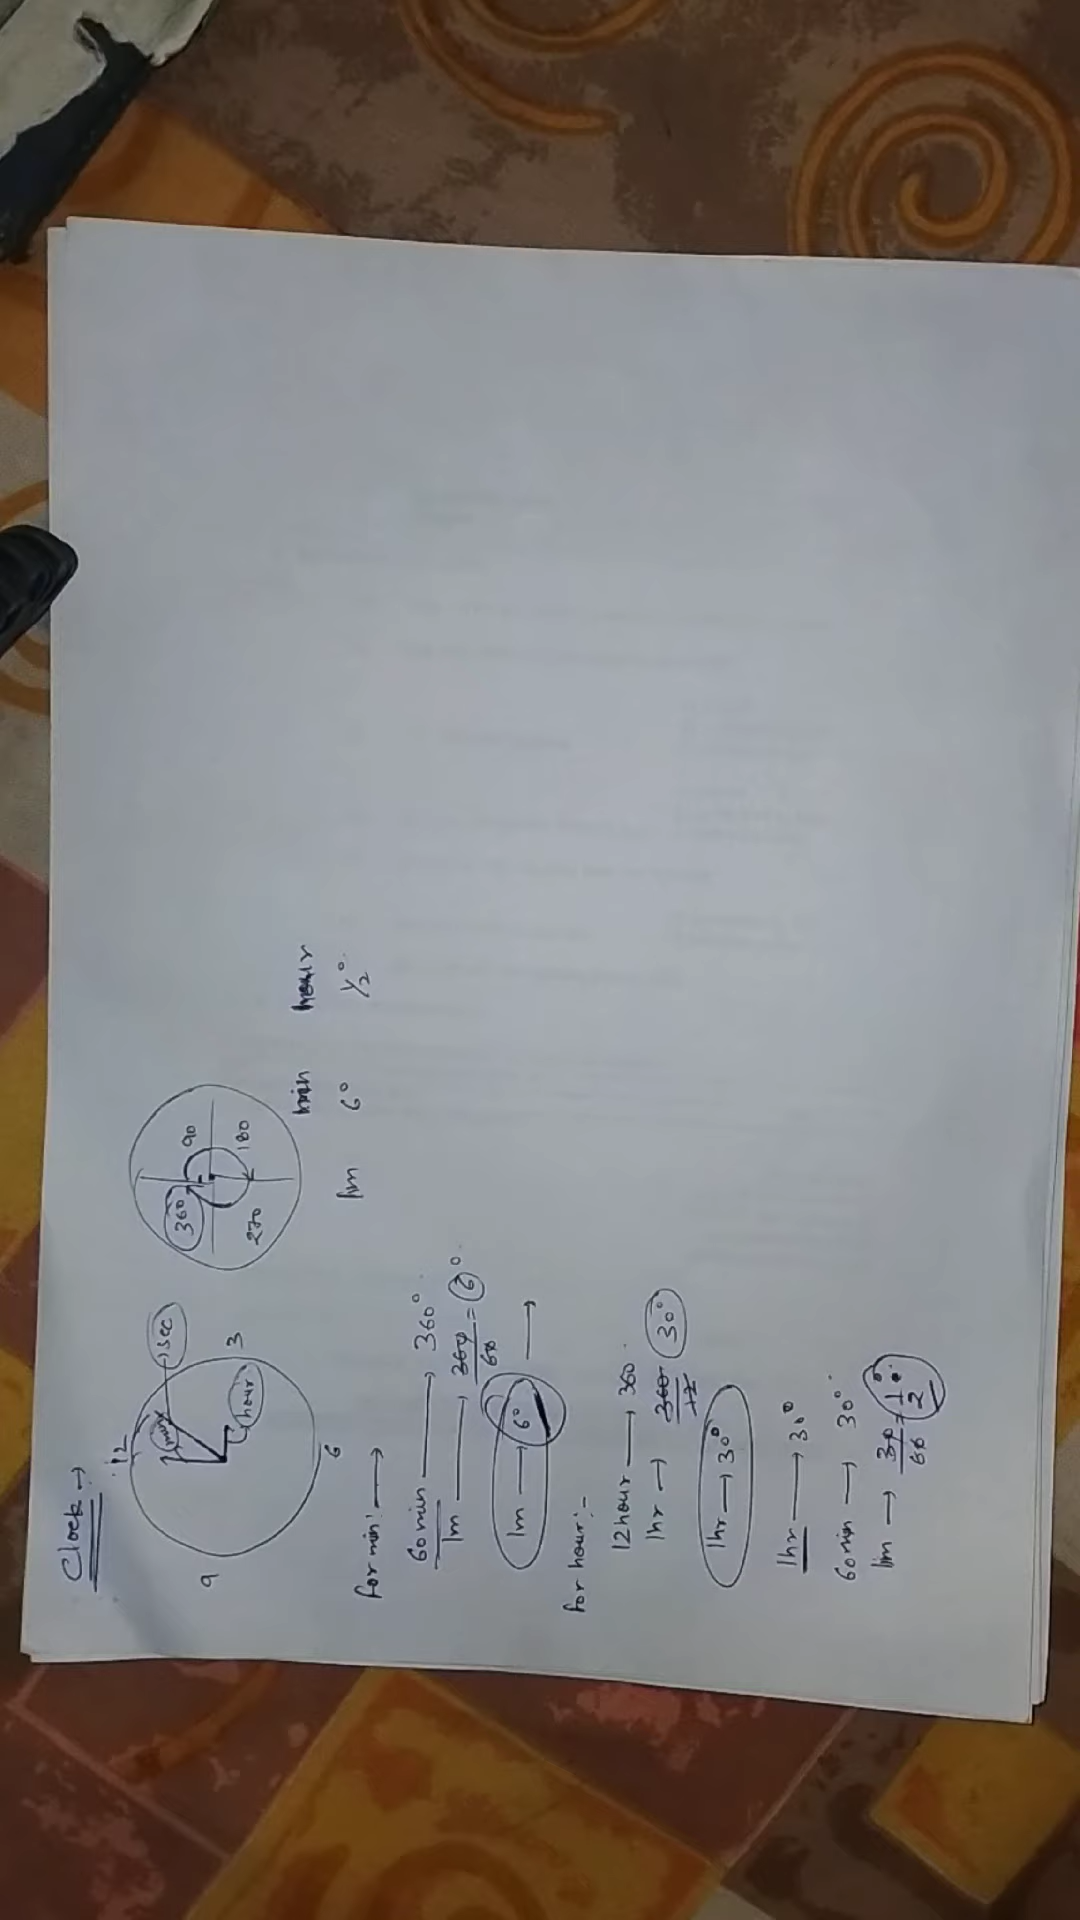 Clock →
12
min
→ sec
hour
9
3
6
360
90
270
180
for min:- →
60 min → 360°
1m → 360/60 = 6°
1m → 6° →
min hour
1m 6° 1/2°
for hour:-
12 hour → 360
1hr → 360/12 30°
1hr → 30°
1hr → 30°
60 min → 30°
1m → 30/60 = 1°/2